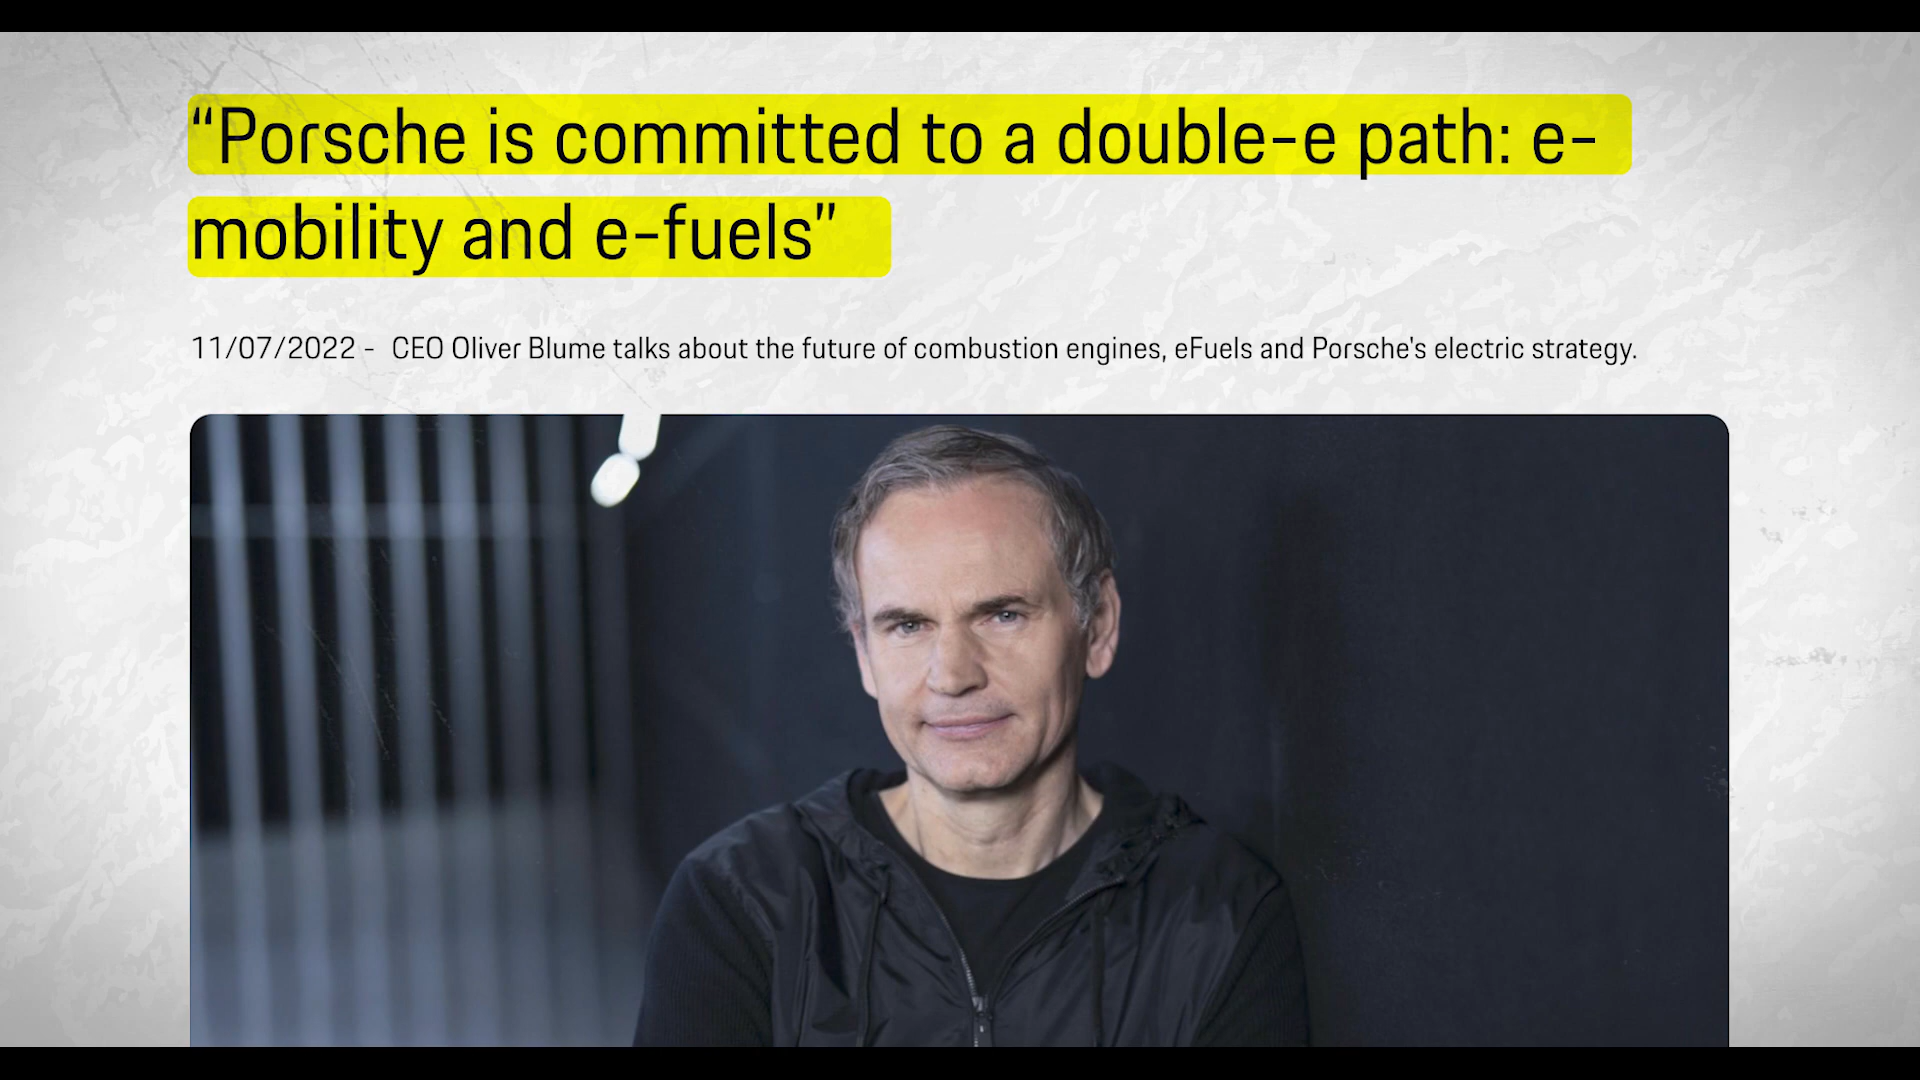 “Porsche is committed to a double-e path: e-
mobility and e-fuels”
11/07/2022 - CEO Oliver Blume talks about the future of combustion engines, eFuels and Porsche's electric strategy.